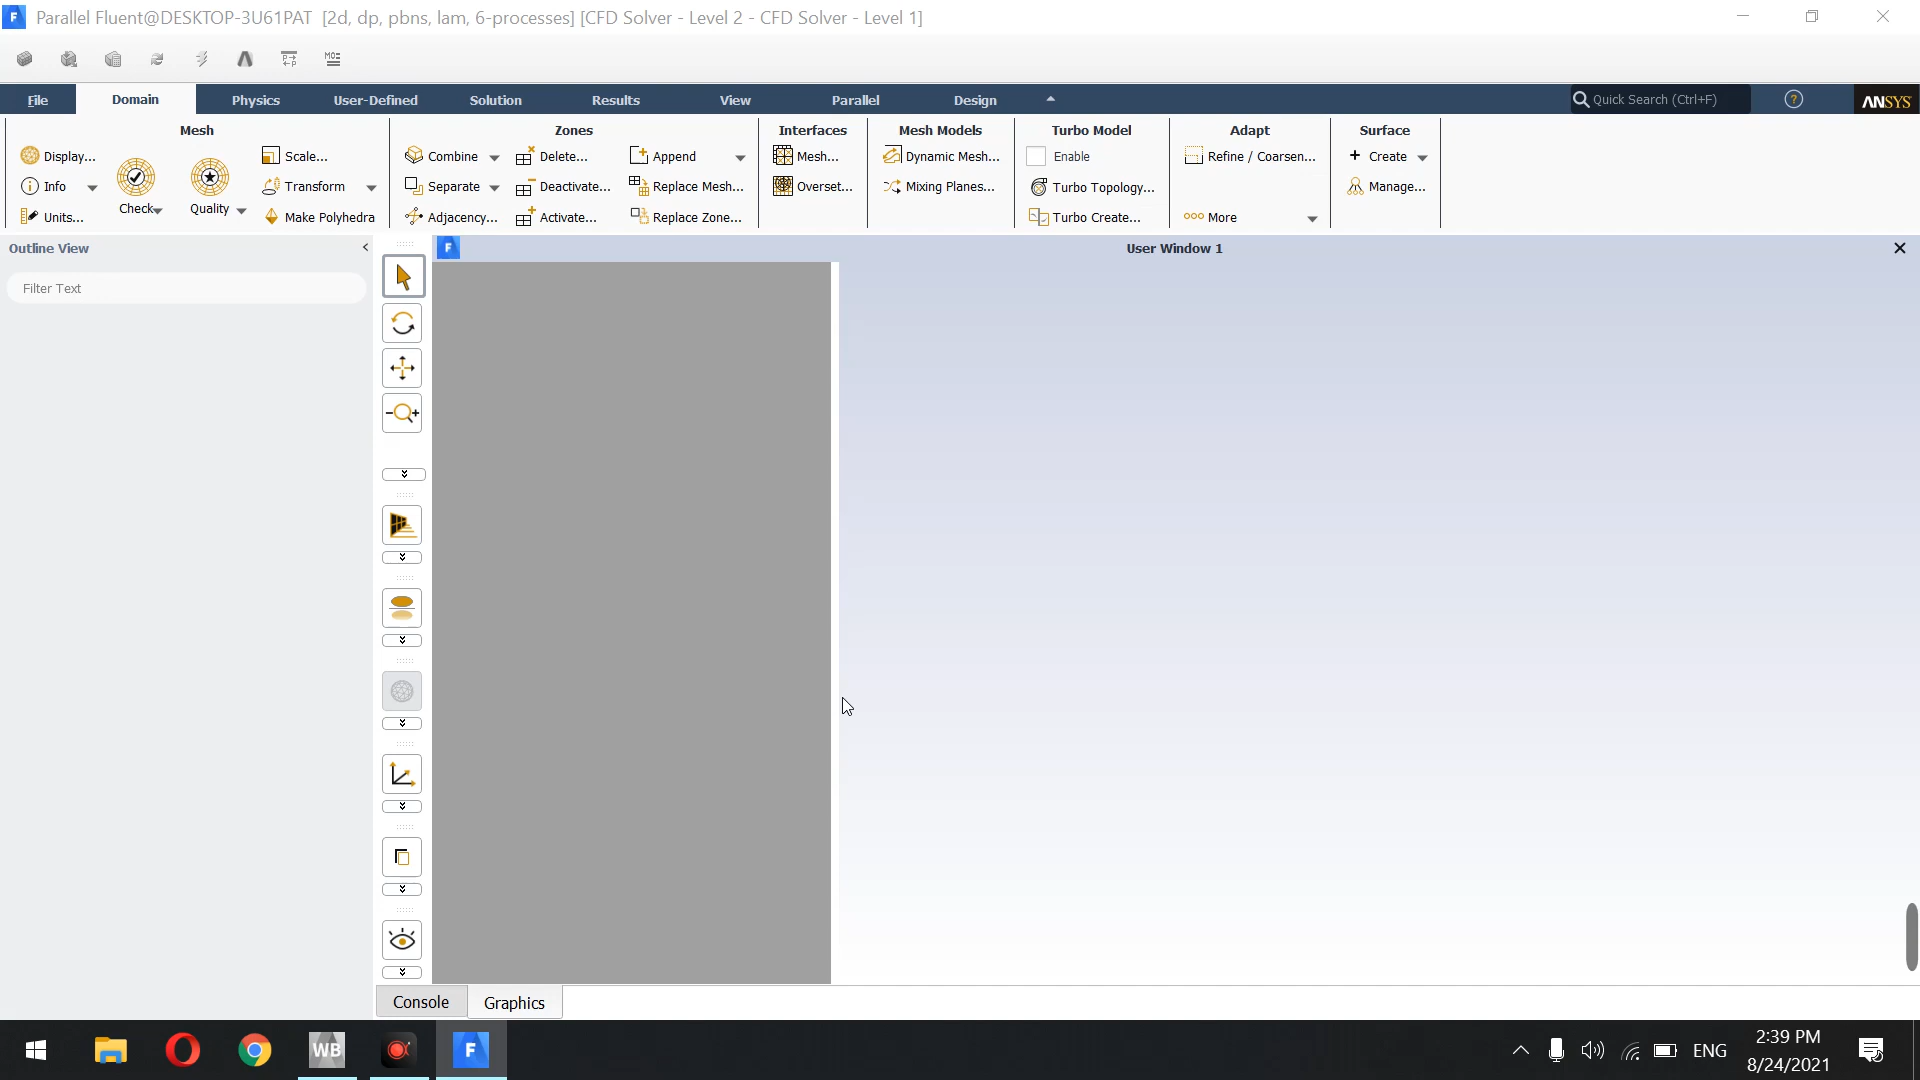 F Parallel Fluent@DESKTOP-3U61PAT [2d, dp, pbns, lam, 6-processes] [CFD Solver - Level 2 - CFD Solver - Level 1]
File Domain Physics User-Defined Solution Results View Parallel Design Quick Search (Ctrl+F) ? ANSYS
Mesh Zones Interfaces Mesh Models Turbo Model Adapt Surface
Display... Scale... Combine Delete... Append Mesh... Dynamic Mesh... Enable Refine / Coarsen... Create
Info Transform Separate Deactivate... Replace Mesh... Overset... Mixing Planes... Turbo Topology... Manage...
Check Quality
Units... Make Polyhedra Adjacency... Activate... Replace Zone... Turbo Create... More
Outline View F User Window 1
Filter Text
Console Graphics
WB F ENG 2:39 PM
8/24/2021